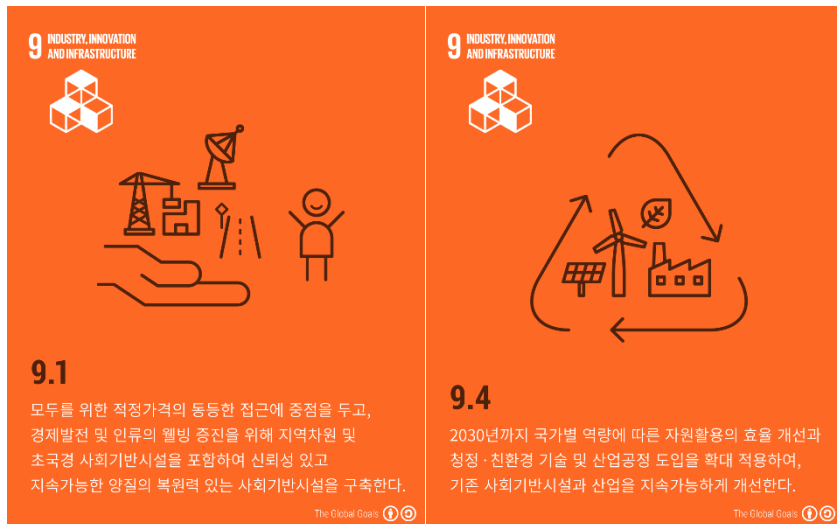 9 INDUSTRY, INNOVATION
AND INFRASTRUCTURE
9.1
모두를 위한 적정가격의 동등한 접근에 중점을 두고,
경제발전 및 인류의 웰빙 증진을 위해 지역차원 및
초국경 사회기반시설을 포함하여 신뢰성 있고
지속가능한 양질의 복원력 있는 사회기반시설을 구축한다.
The Global Goals
9 INDUSTRY, INNOVATION
AND INFRASTRUCTURE
9.4
2030년까지 국가별 역량에 따른 자원활용의 효율 개선과
청정·친환경 기술 및 산업공정 도입을 확대 적용하여,
기존 사회기반시설과 산업을 지속가능하게 개선한다.
The Global Goals